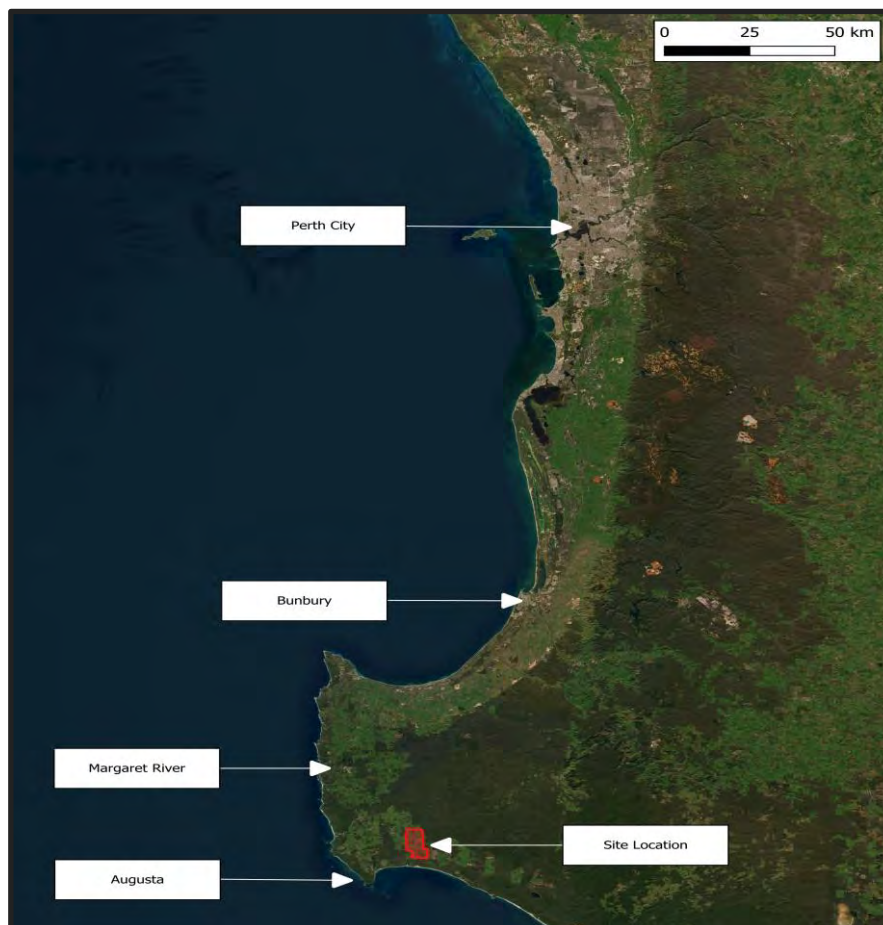 0 25 50 km
Perth City
Bunbury
Margaret River
Site Location
Augusta